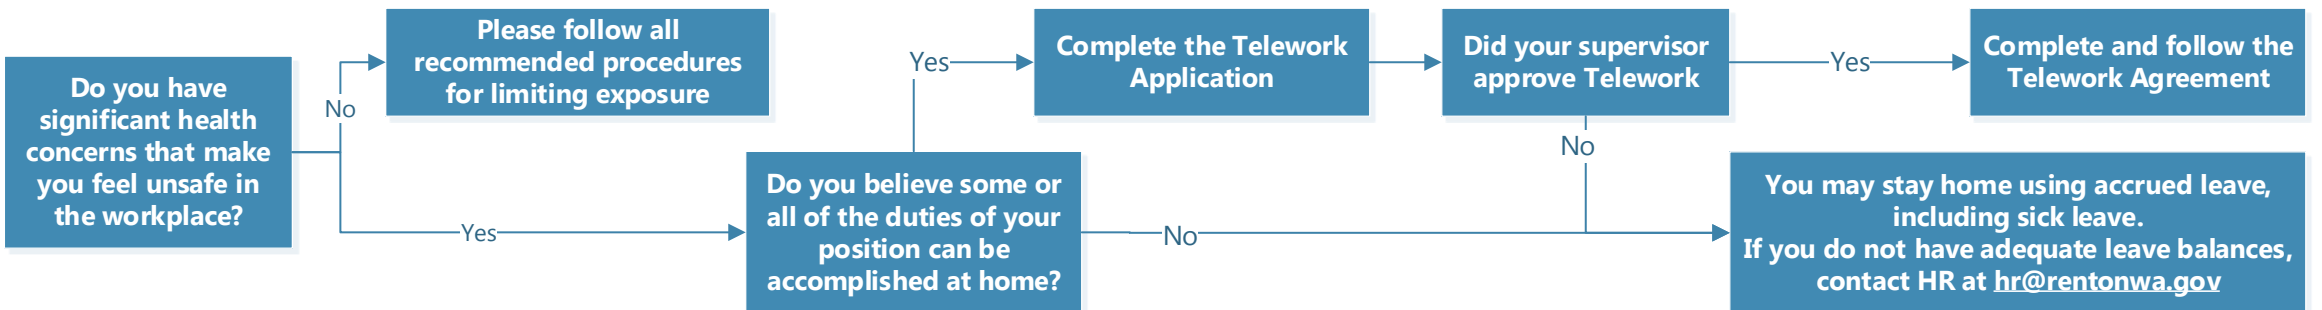 Do you have
significant health
concerns that make
you feel unsafe in
the workplace?
No
Please follow all
recommended procedures
for limiting exposure
Yes
Do you believe some or
all of the duties of your
position can be
accomplished at home?
Yes
Complete the Telework
Application
Did your supervisor
approve Telework
Yes
Complete and follow the
Telework Agreement
No
No
You may stay home using accrued leave,
including sick leave.
If you do not have adequate leave balances,
contact HR at hr@rentonwa.gov